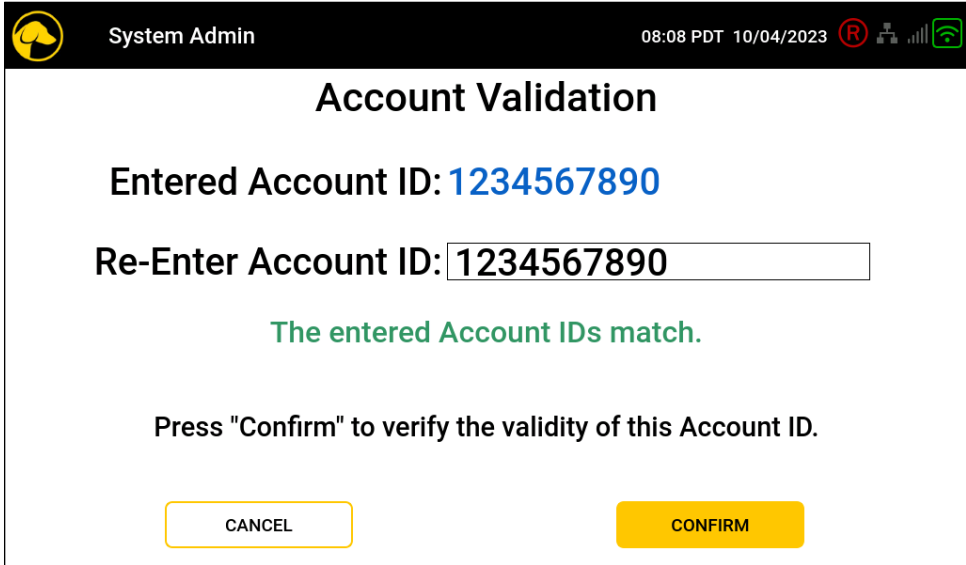 System Admin 08:08 PDT 10/04/2023 R
Account Validation
Entered Account ID: 1234567890
Re-Enter Account ID: 1234567890
The entered Account IDs match.
Press "Confirm" to verify the validity of this Account ID.
CANCEL CONFIRM